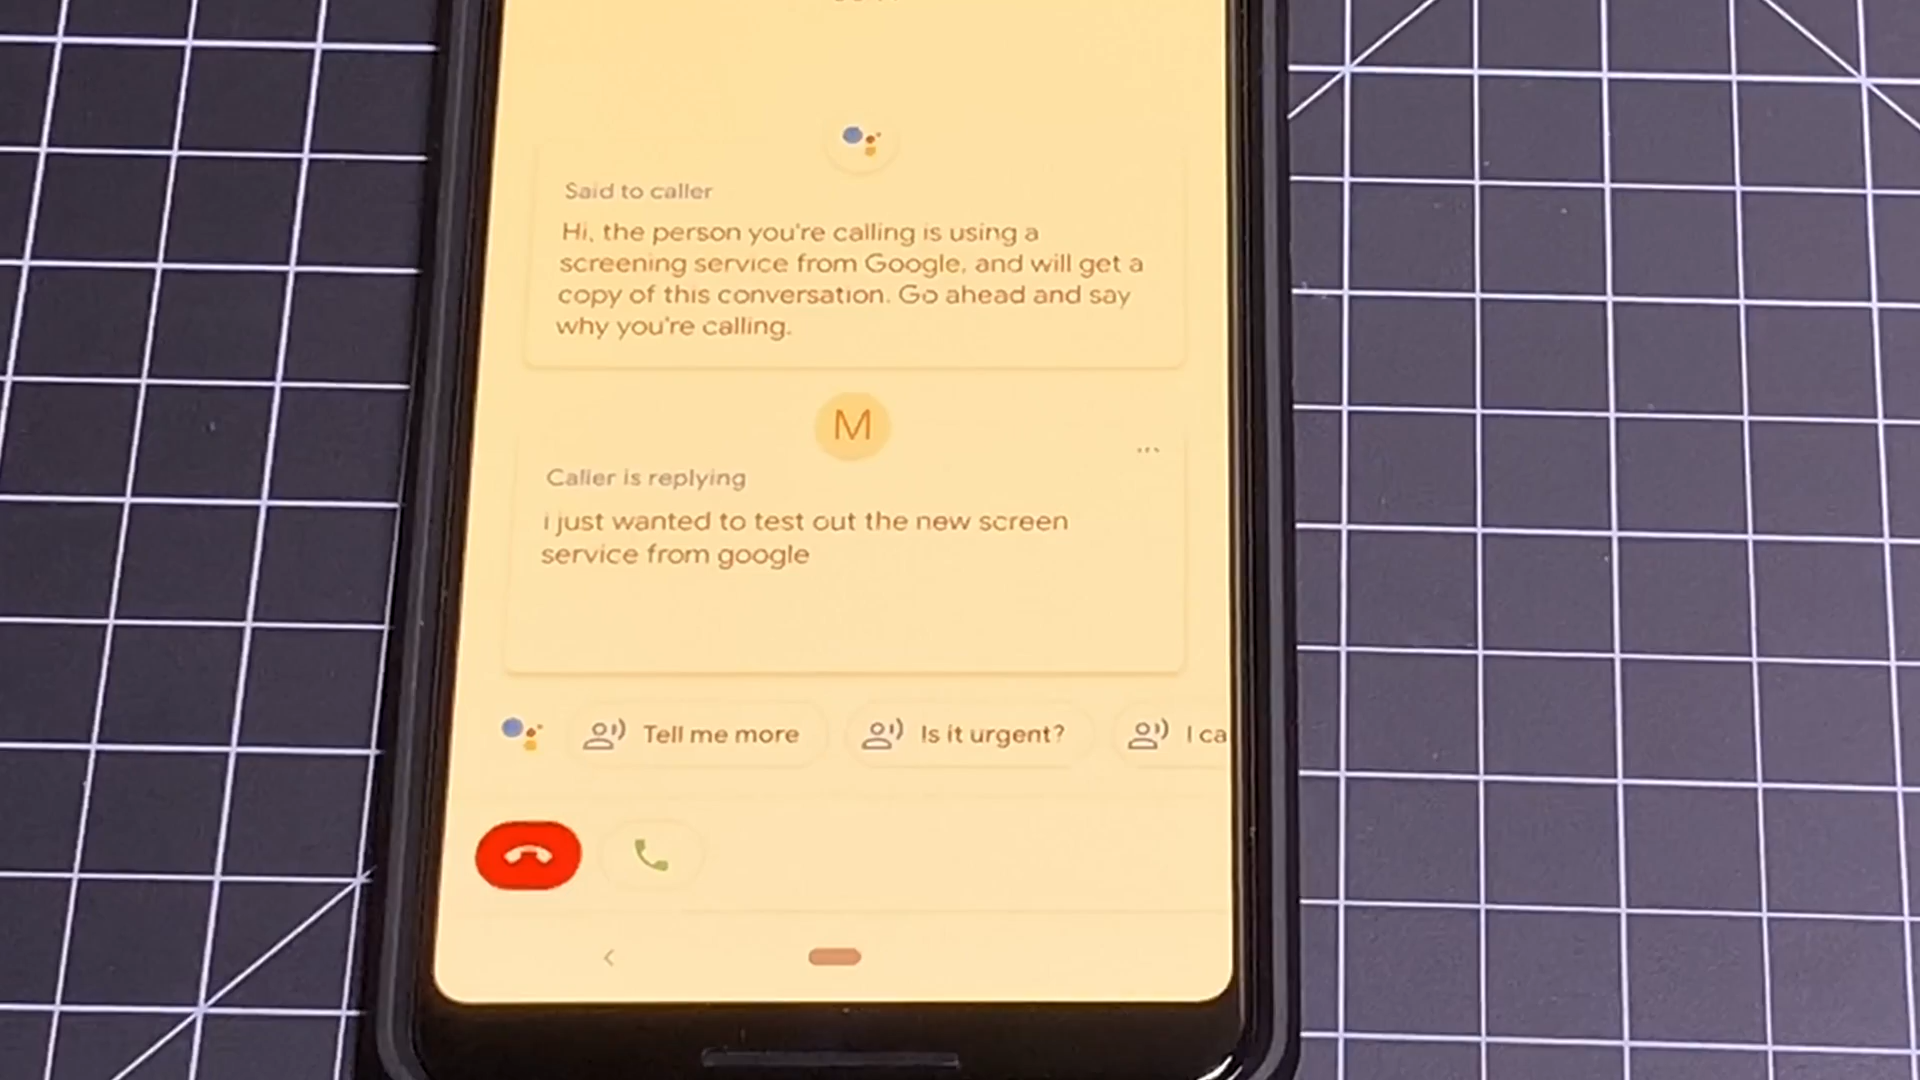 Said to caller
Hi, the person you're calling is using a
screening service from Google, and will get a
copy of this conversation. Go ahead and say
why you're calling.
M
...
Caller is replying
i just wanted to test out the new screen
service from google
Tell me more
Is it urgent?
I ca